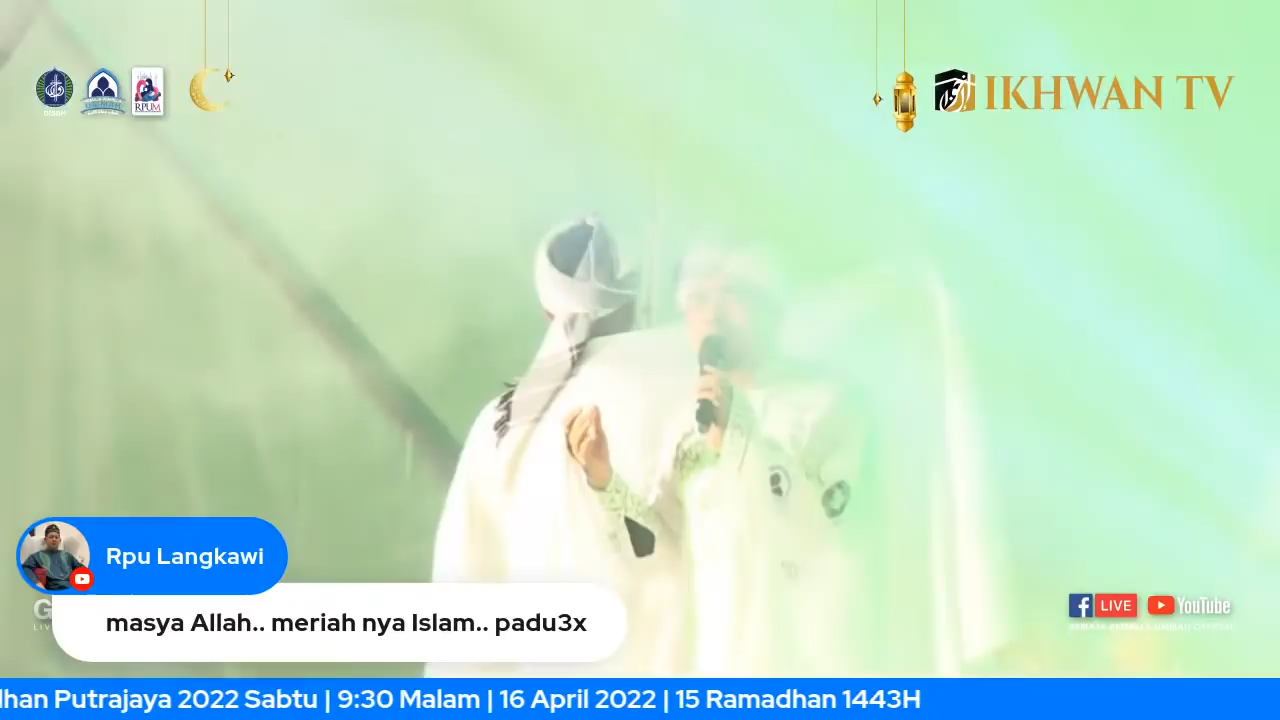 RPUM
IKHWAN TV
Rpu Langkawi
masya Allah.. meriah nya Islam.. padu3x
LIVE
YouTube
dhan Putrajaya 2022 Sabtu | 9:30 Malam | 16 April 2022 | 15 Ramadhan 1443H